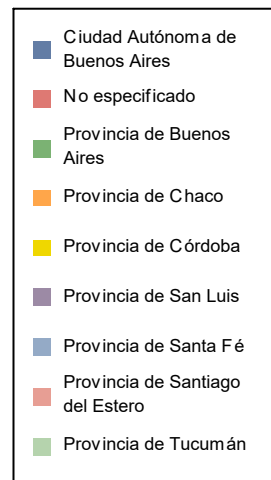 Ciudad Autónoma de
Buenos Aires
No especificado
Provincia de Buenos
Aires
Provincia de Chaco
Provincia de Córdoba
Provincia de San Luis
Provincia de Santa Fé
Provincia de Santiago
del Estero
Provincia de Tucumán